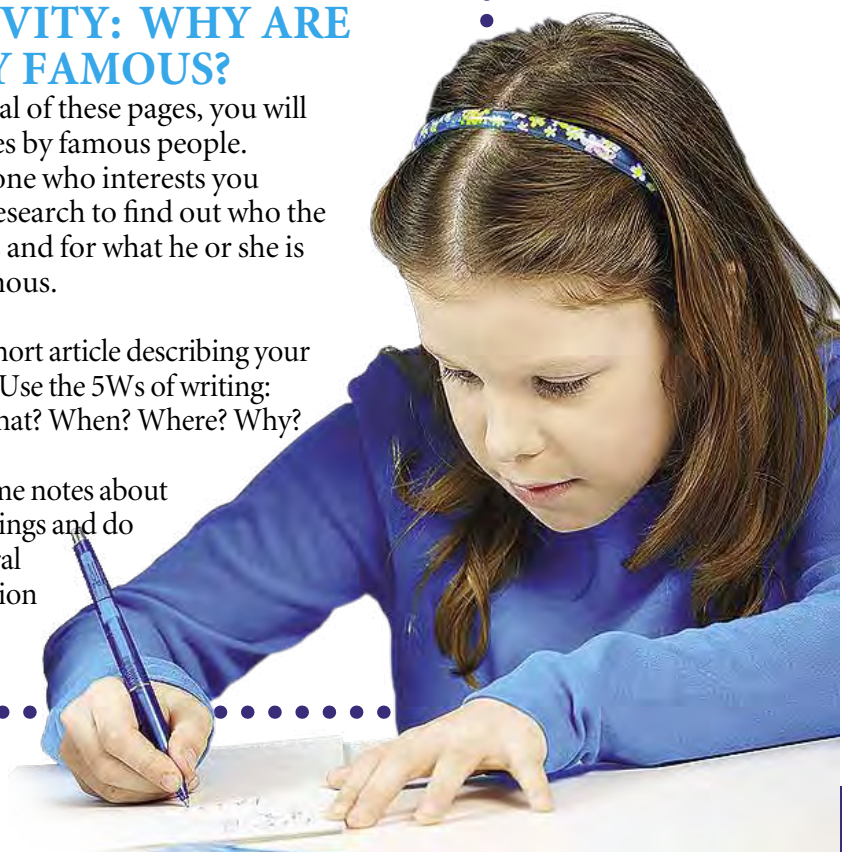 VITY: WHY ARE
Y FAMOUS?
al of these pages, you will
es by famous people.
one who interests you
esearch to find out who the
and for what he or she is
nous.
hort article describing your
Use the 5Ws of writing:
hat? When? Where? Why?
me notes about
ings and do
ral
ion